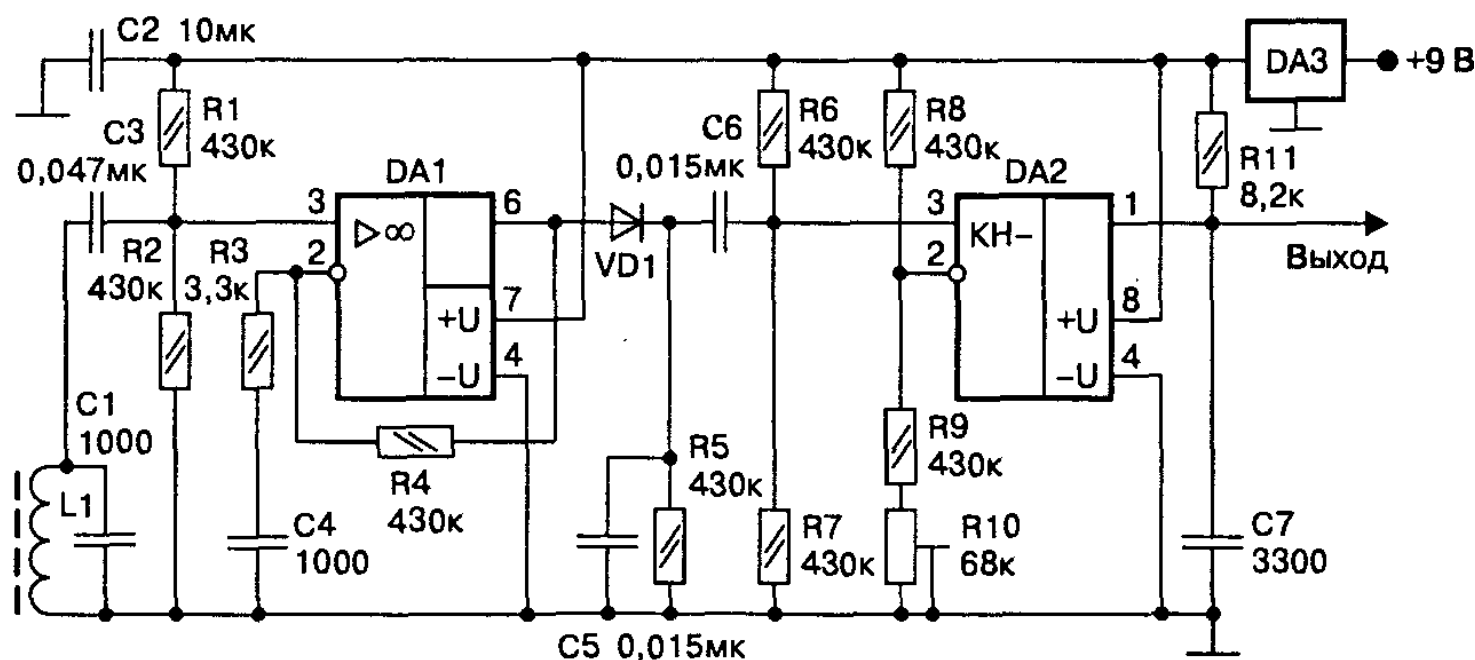 C2 10мк
R1
430к
C3
0,047мк
R2
430к
R3
3,3к
DA1
3
2
▷∞
6
7
+U
4
-U
VD1
C6
0,015мк
R6
430к
R8
430к
DA2
3
2
КН-
1
8
+U
4
-U
DA3
+9 В
R11
8,2к
Выход
C1
1000
L1
R4
430к
C4
1000
R5
430к
C5 0,015мк
R7
430к
R9
430к
R10
68к
C7
3300